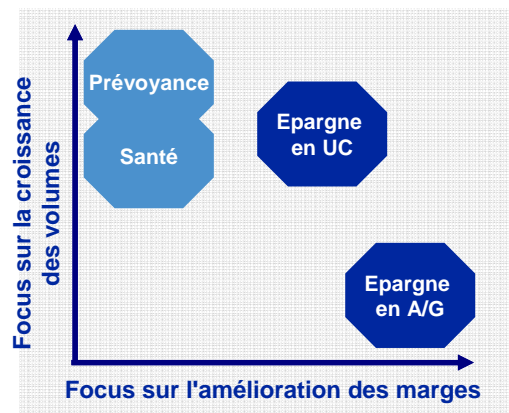 Focus sur la croissance
des volumes
Prévoyance
Santé
Epargne
en UC
Epargne
en A/G
Focus sur l'amélioration des marges